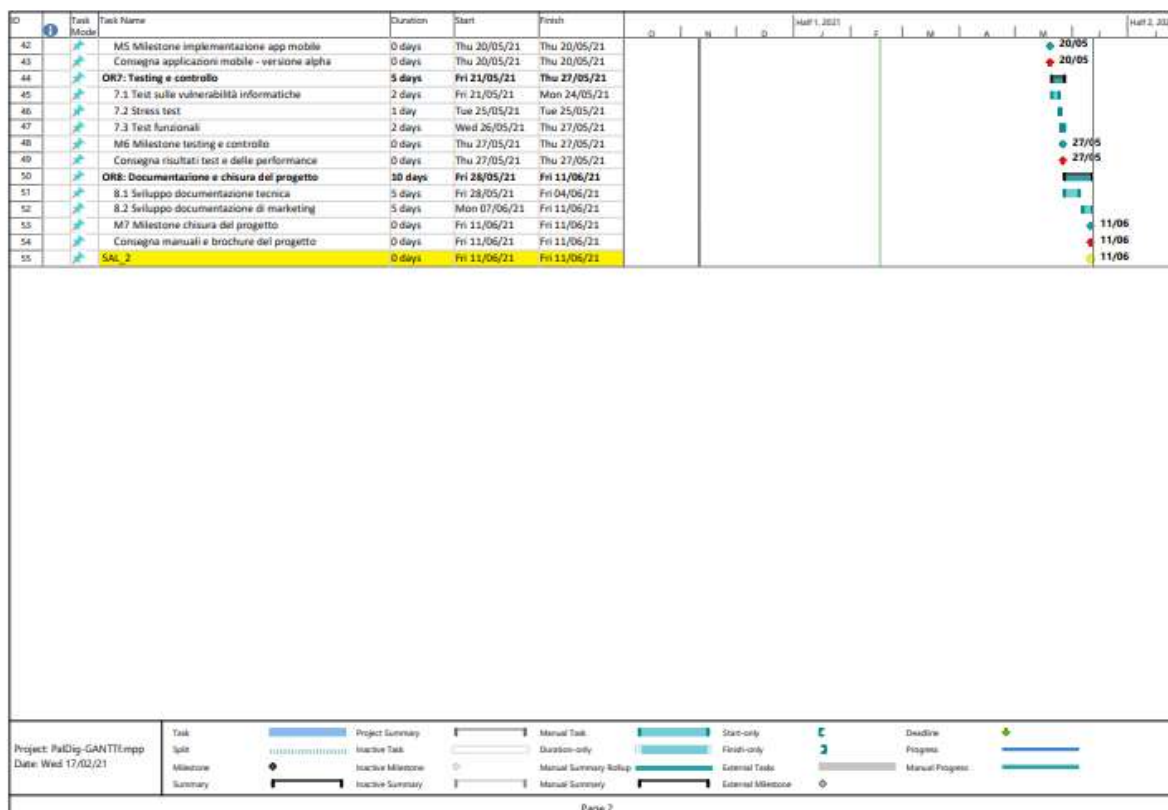 ID Task Mode Task Name Duration Start Finish Half 1, 2021 Half 2, 202
O N D J F M A M J J
42 M5 Milestone implementazione app mobile 0 days Thu 20/05/21 Thu 20/05/21 20/05
43 Consegna applicazioni mobile - versione alpha 0 days Thu 20/05/21 Thu 20/05/21 20/05
44 OR7: Testing e controllo 5 days Fri 21/05/21 Thu 27/05/21
45 7.1 Test sulle vulnerabilità informatiche 2 days Fri 21/05/21 Mon 24/05/21
46 7.2 Stress test 1 day Tue 25/05/21 Tue 25/05/21
47 7.3 Test funzionali 2 days Wed 26/05/21 Thu 27/05/21
48 M6 Milestone testing e controllo 0 days Thu 27/05/21 Thu 27/05/21 27/05
49 Consegna risultati test e delle performance 0 days Thu 27/05/21 Thu 27/05/21 27/05
50 OR8: Documentazione e chisura del progetto 10 days Fri 28/05/21 Fri 11/06/21
51 8.1 Sviluppo documentazione tecnica 5 days Fri 28/05/21 Fri 04/06/21
52 8.2 Sviluppo documentazione di marketing 5 days Mon 07/06/21 Fri 11/06/21
53 M7 Milestone chisura del progetto 0 days Fri 11/06/21 Fri 11/06/21 11/06
54 Consegna manuali e brochure del progetto 0 days Fri 11/06/21 Fri 11/06/21 11/06
55 SAL_2 0 days Fri 11/06/21 Fri 11/06/21 11/06
Project: PalDig-GANTTf.mpp
Date: Wed 17/02/21
Task Project Summary Manual Task Start-only Deadline
Split Inactive Task Duration-only Finish-only Progress
Milestone Inactive Milestone Manual Summary Rollup External Tasks Manual Progress
Summary Inactive Summary Manual Summary External Milestone
Page 2